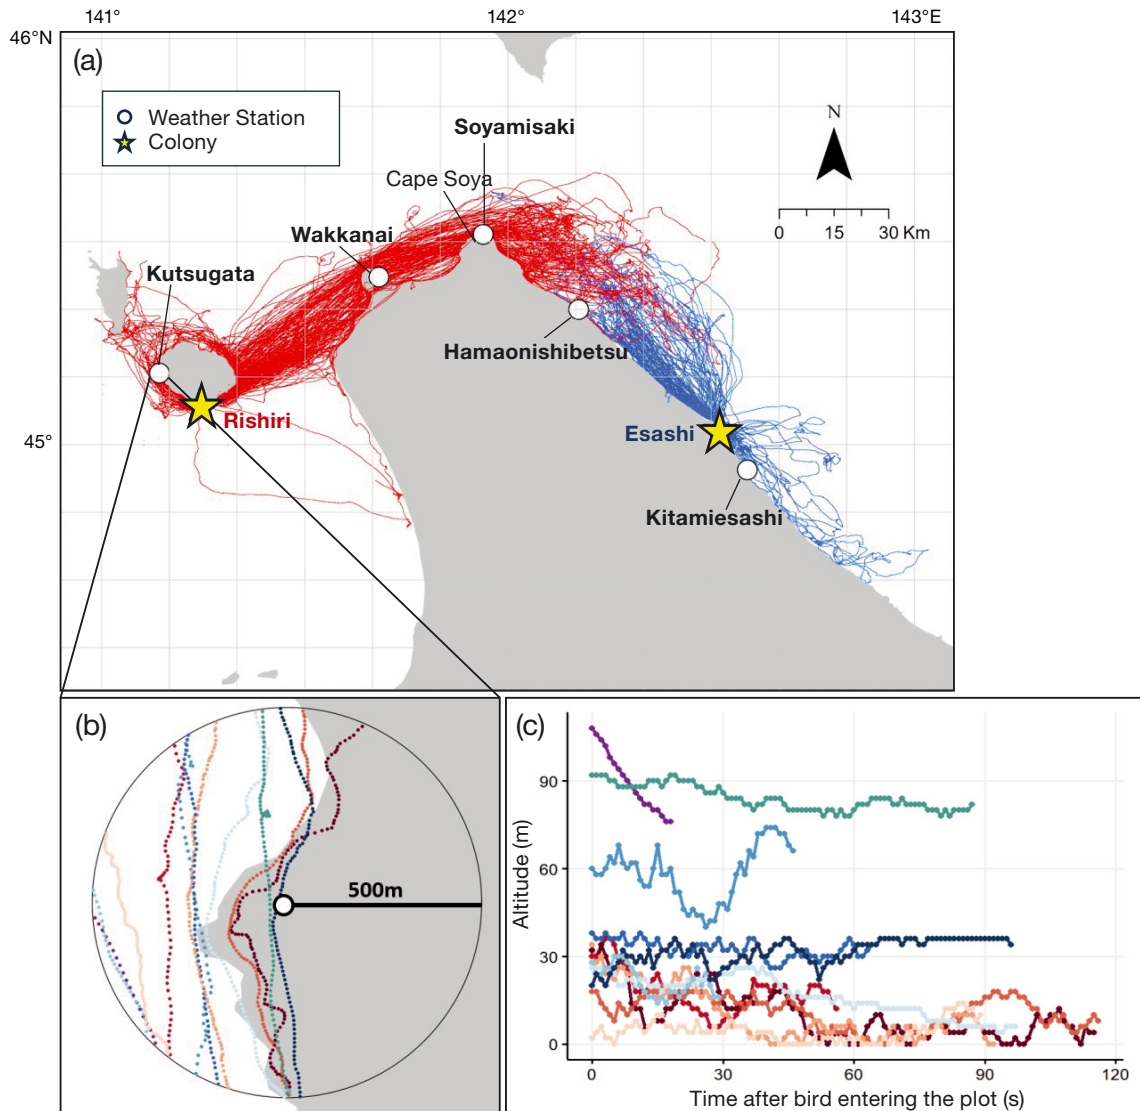 141°
142°
143°E
46°N
(a)
Weather Station
Colony
N
Soyamisaki
Cape Soya
0 15 30 Km
Wakkanai
Kutsugata
Hamaonishibetsu
Rishiri
45°
Esashi
Kitamiesashi
(b)
500m
(c)
Altitude (m)
90
60
30
0
0 30 60 90 120
Time after bird entering the plot (s)